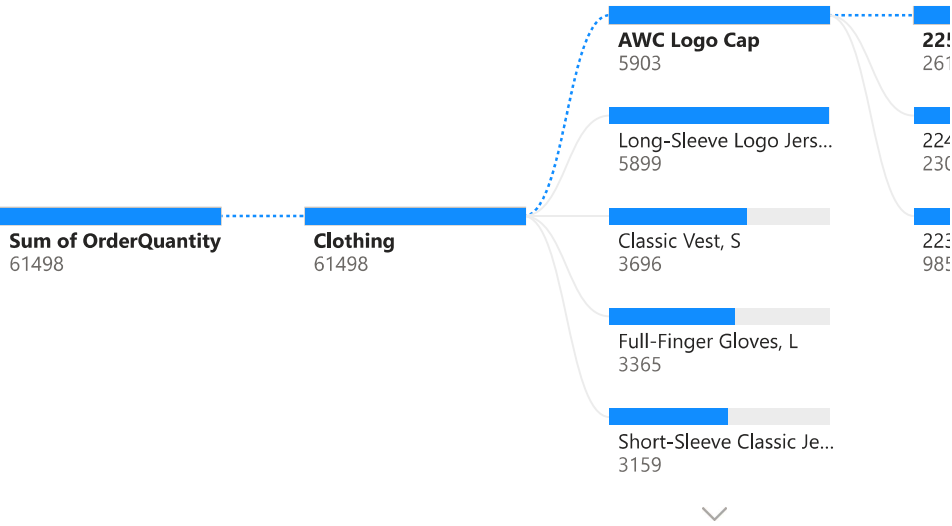 AWC Logo Cap
5903
Long-Sleeve Logo Jers...
5899
Sum of OrderQuantity
61498
Clothing
61498
Classic Vest, S
3696
Full-Finger Gloves, L
3365
Short-Sleeve Classic Je...
3159